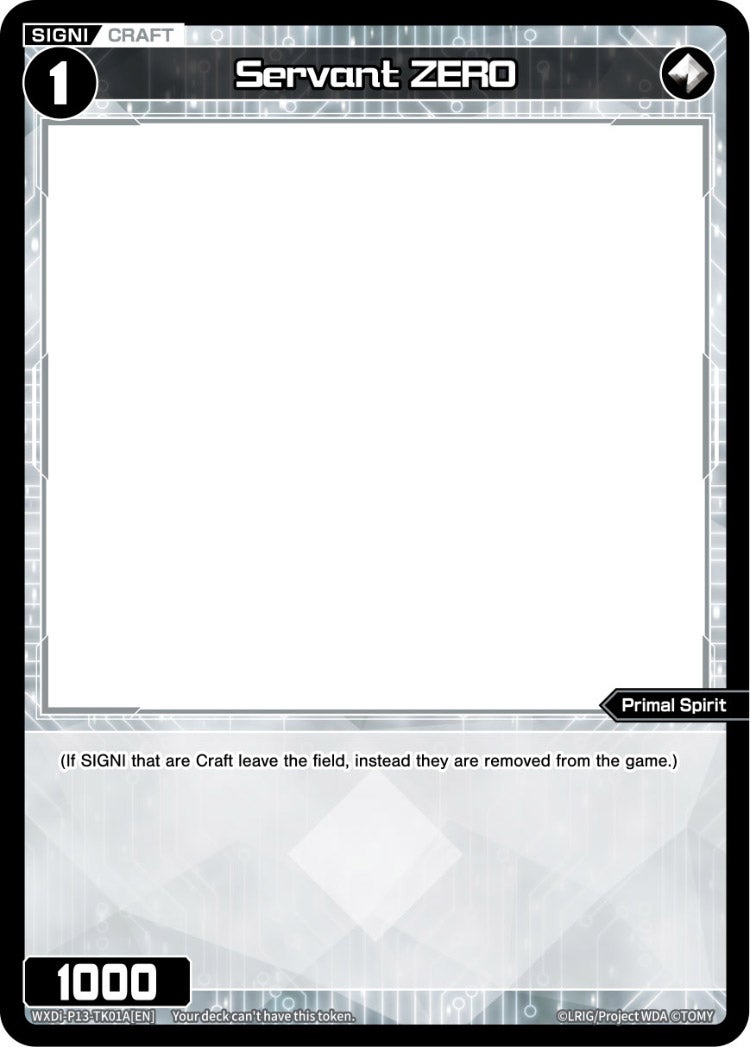 SIGNI CRAFT
1
Servant ZERO
Primal Spirit
(If SIGNI that are Craft leave the field, instead they are removed from the game.)
1000
WXDi-P13-TK01A[EN] Your deck can't have this token. ©LRIG/Project WDA ©TOMY